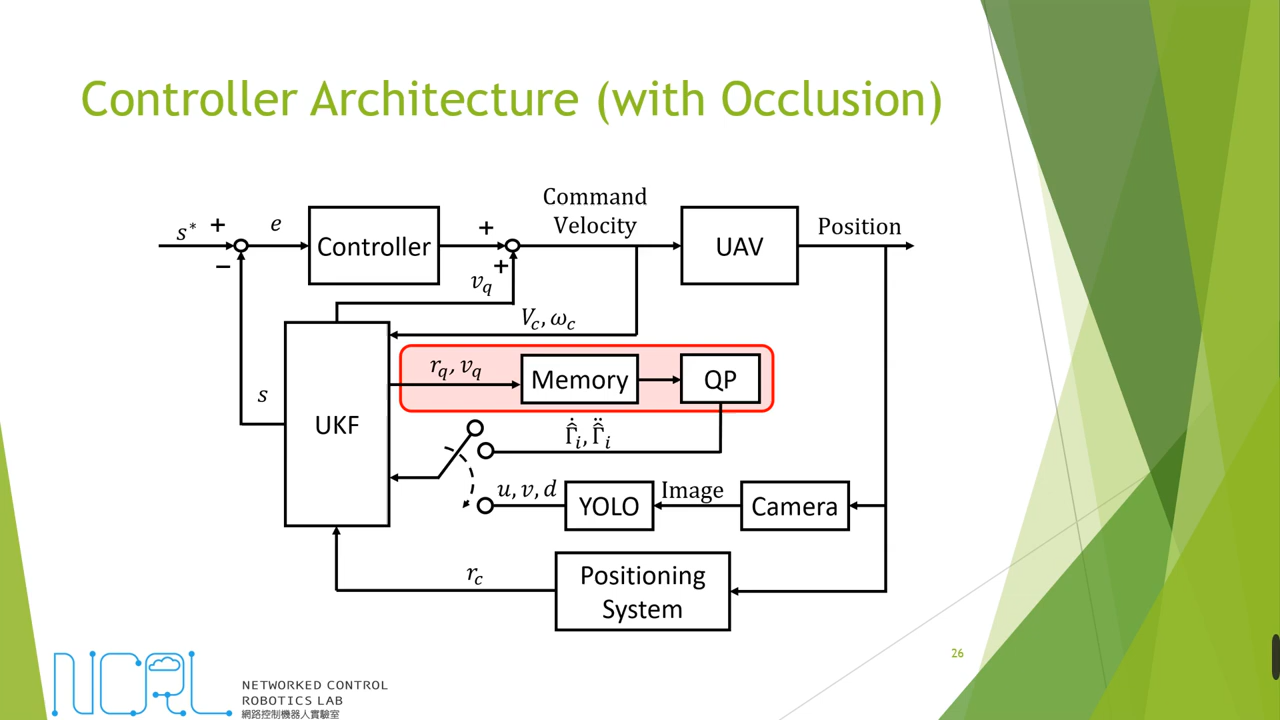 Controller Architecture (with Occlusion)
Command
Velocity
s* + e
Controller
+
UAV
Position
−
+
v_q
V_c, ω_c
r_q, v_q
Memory
QP
s
UKF
Γ̂̇_i, Γ̂̈_i
u, v, d
YOLO
Image
Camera
r_c
Positioning
System
26
NCRL
NETWORKED CONTROL
ROBOTICS LAB
網路控制機器人實驗室